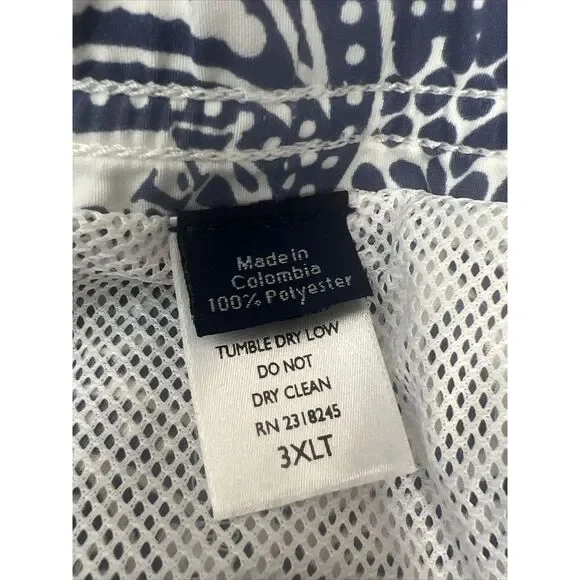 Made in
Colombia
100% Polyester
TUMBLE DRY LOW
DO NOT
DRY CLEAN
RN 2318245
3XLT